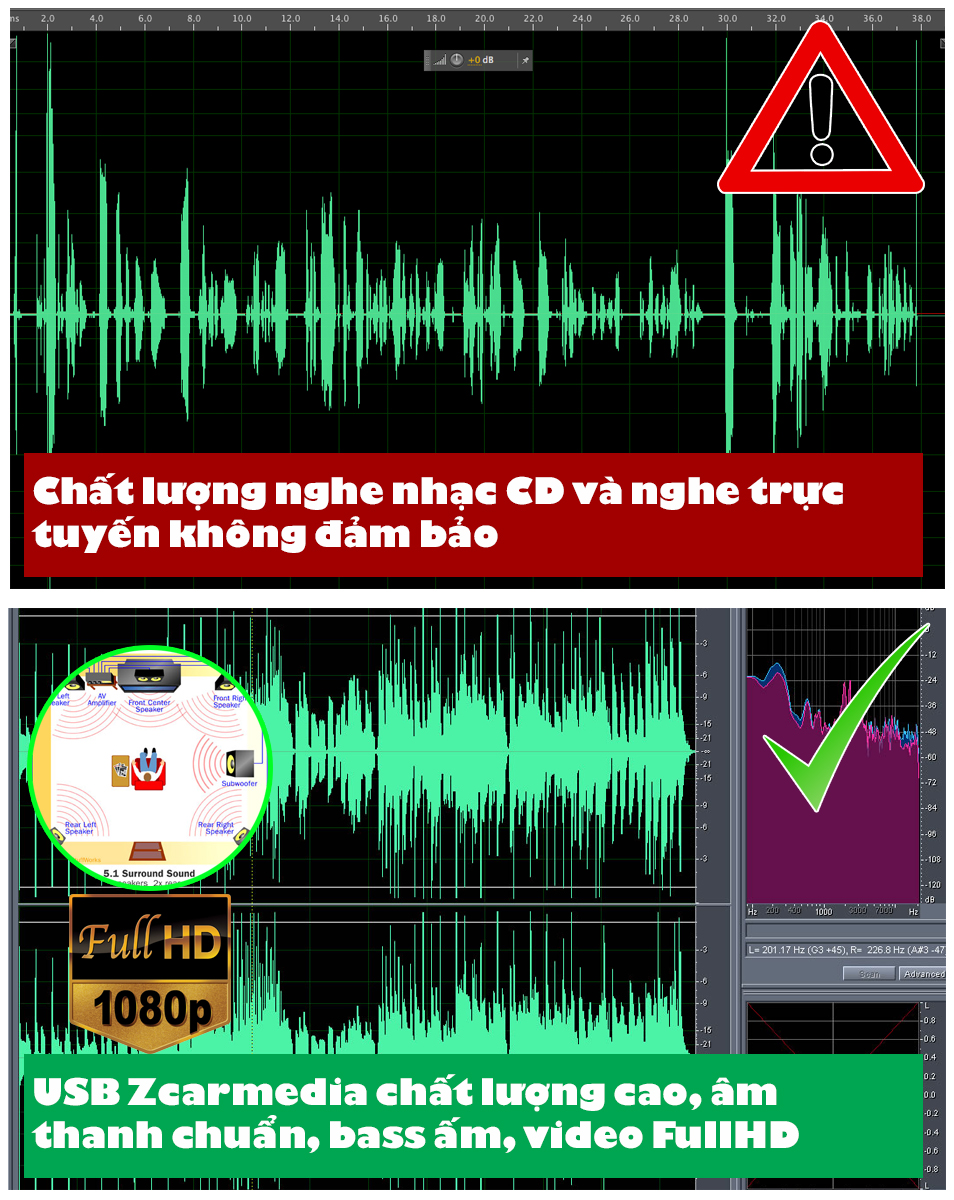 ms 2.0 4.0 6.0 8.0 10.0 12.0 14.0 16.0 18.0 20.0 22.0 24.0 26.0 28.0 30.0 32.0 34.0 36.0 38.0
+0 dB
Chất lượng nghe nhạc CD và nghe trực
tuyến không đảm bảo
AV
Amplifier
Front Center
Speaker
Speaker
Subwoofer
Rear Left
Speaker
Rear Right
Speaker
5.1 Surround Sound
Full HD
1080p
-3
-6
-9
-15
-21
-∞
-21
-15
-9
-6
-3
-3
-6
-9
-15
-21
dB
-12
-24
-36
-48
-60
-72
-84
-96
-108
-120
dB
Hz 200 400 1000 3000 7000 Hz
L= 201.17 Hz (G3 +45), R= 226.8 Hz (A#3 -47
Scan Advanced
L
0.8
0.6
0.4
0.2
0.0
-0.2
-0.4
-0.6
-0.8
L
USB Zcarmedia chất lượng cao, âm
thanh chuẩn, bass ấm, video FullHD